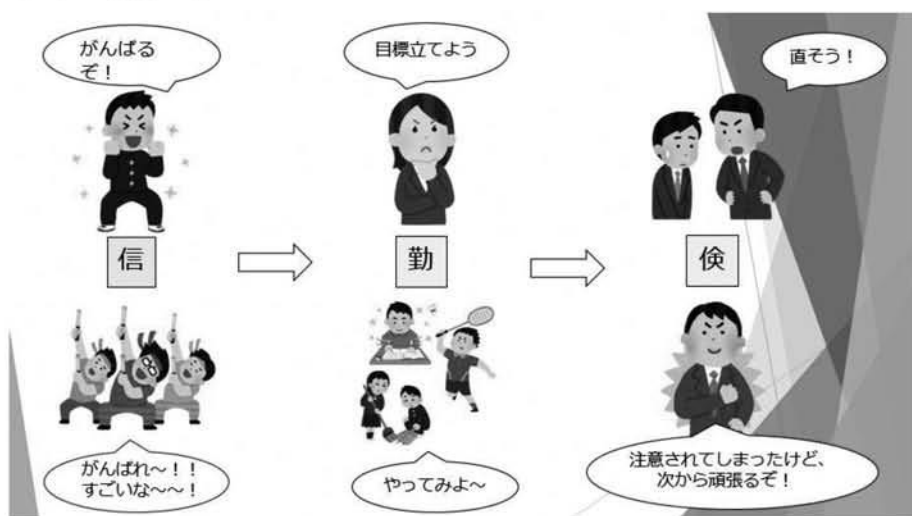 がんばる
ぞ！
目標立てよう
直そう！
信
勤
倹
がんばれ～！！
すごいな～～！
やってみよ～
注意されてしまったけど、
次から頑張るぞ！